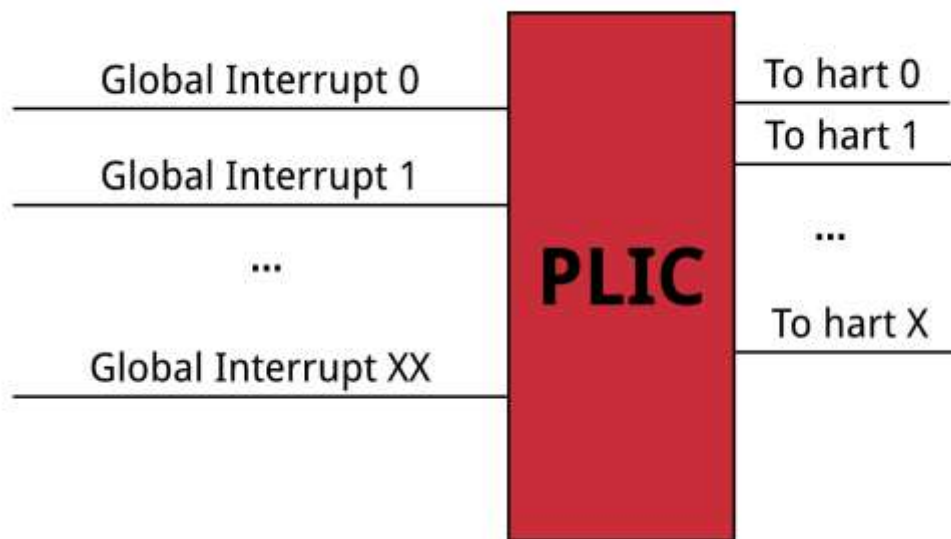 Global Interrupt 0
Global Interrupt 1
...
Global Interrupt XX
PLIC
To hart 0
To hart 1
...
To hart X